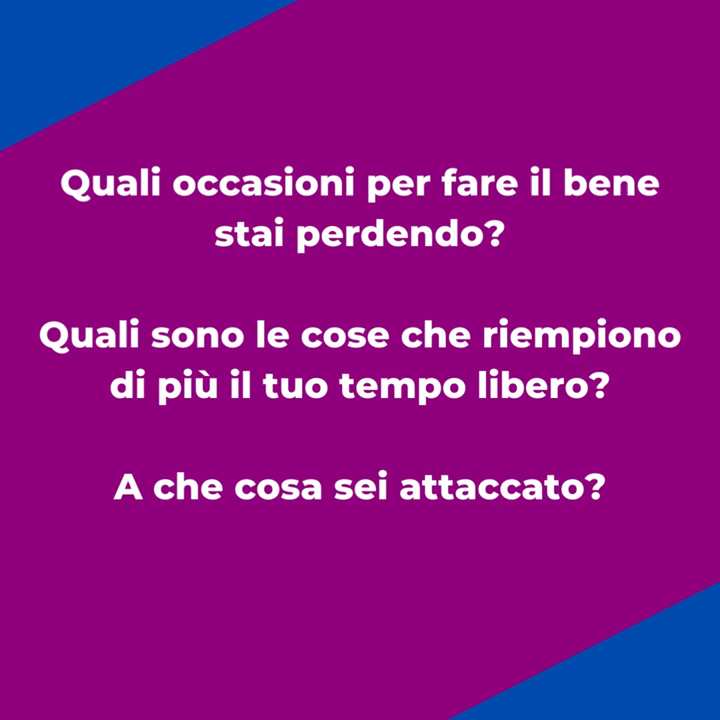 Quali occasioni per fare il bene
stai perdendo?
Quali sono le cose che riempiono
di più il tuo tempo libero?
A che cosa sei attaccato?